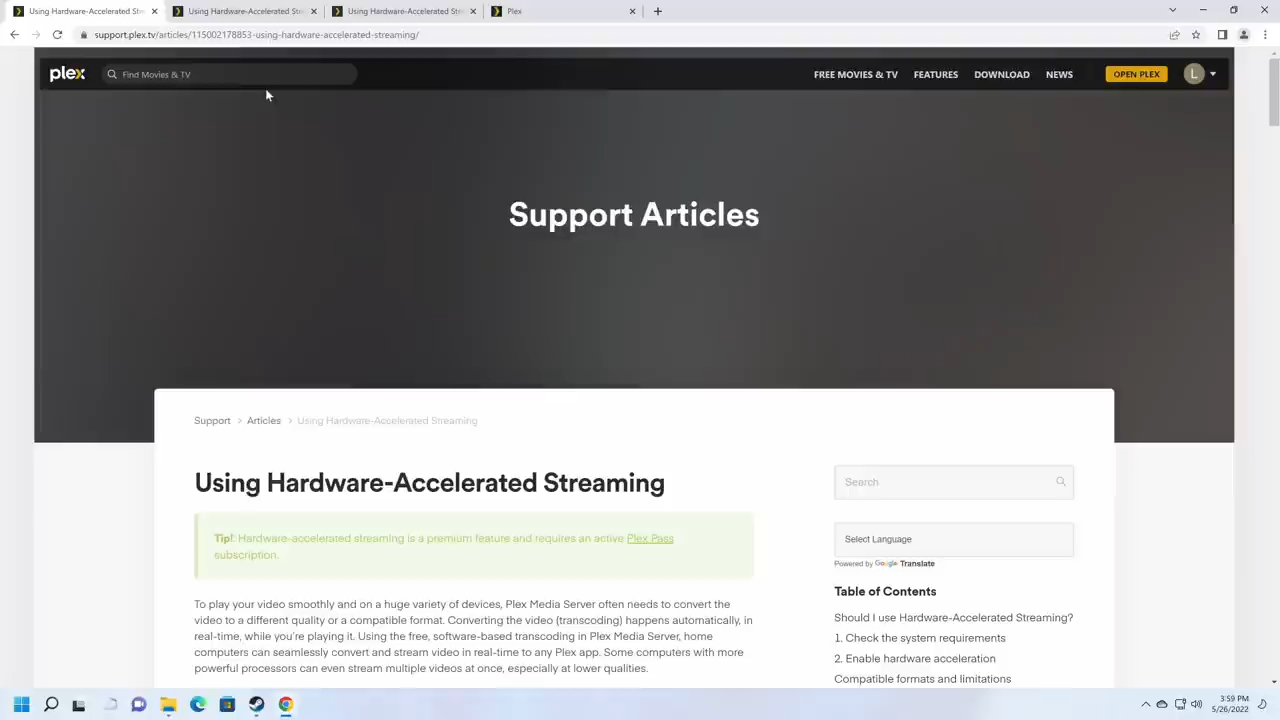 Using Hardware-Accelerated Stre
Using Hardware-Accelerated Stre
Using Hardware-Accelerated Stre
Plex
support.plex.tv/articles/115002178853-using-hardware-accelerated-streaming/
plex
Find Movies & TV
FREE MOVIES & TV
FEATURES
DOWNLOAD
NEWS
OPEN PLEX
L
Support Articles
Support > Articles > Using Hardware-Accelerated Streaming
Using Hardware-Accelerated Streaming
Search
Tip!: Hardware-accelerated streaming is a premium feature and requires an active Plex Pass
subscription.
Select Language
Powered by Google Translate
Table of Contents
To play your video smoothly and on a huge variety of devices, Plex Media Server often needs to convert the
video to a different quality or a compatible format. Converting the video (transcoding) happens automatically, in
real-time, while you're playing it. Using the free, software-based transcoding in Plex Media Server, home
computers can seamlessly convert and stream video in real-time to any Plex app. Some computers with more
powerful processors can even stream multiple videos at once, especially at lower qualities.
Should I use Hardware-Accelerated Streaming?
1. Check the system requirements
2. Enable hardware acceleration
Compatible formats and limitations
3:59 PM
5/26/2022